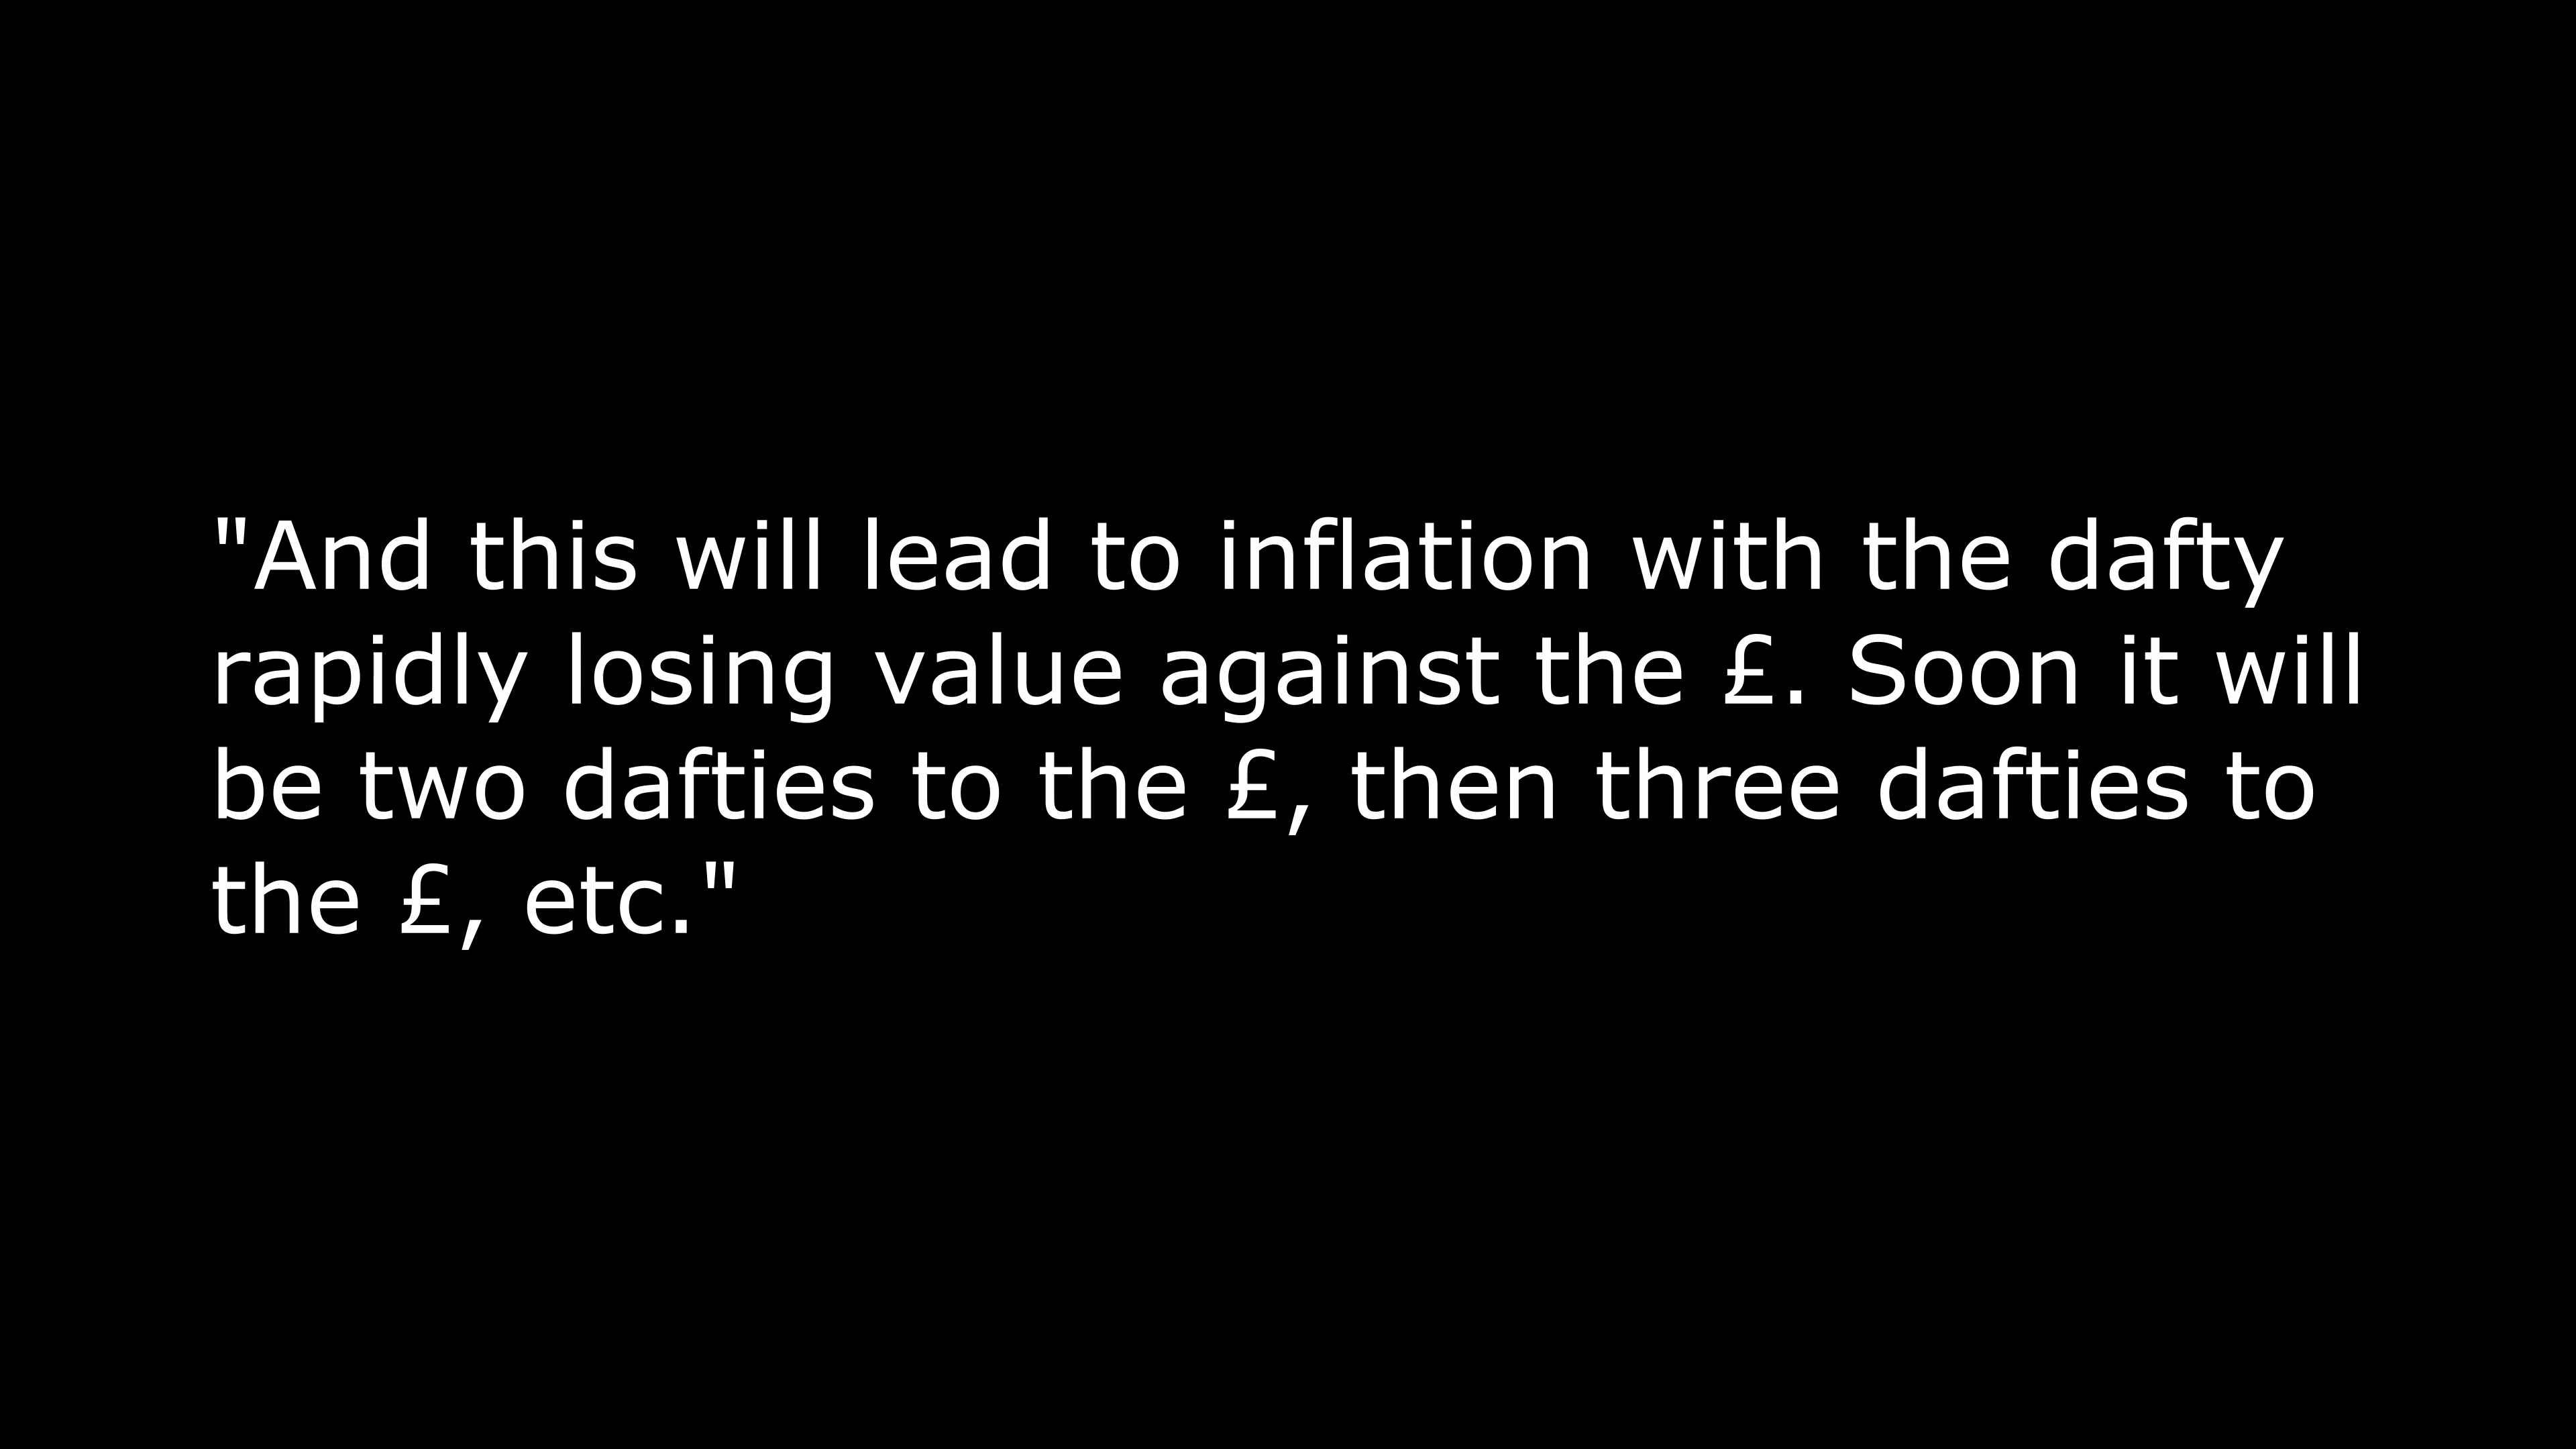 "And this will lead to inflation with the dafty
rapidly losing value against the £. Soon it will
be two dafties to the £, then three dafties to
the £, etc."